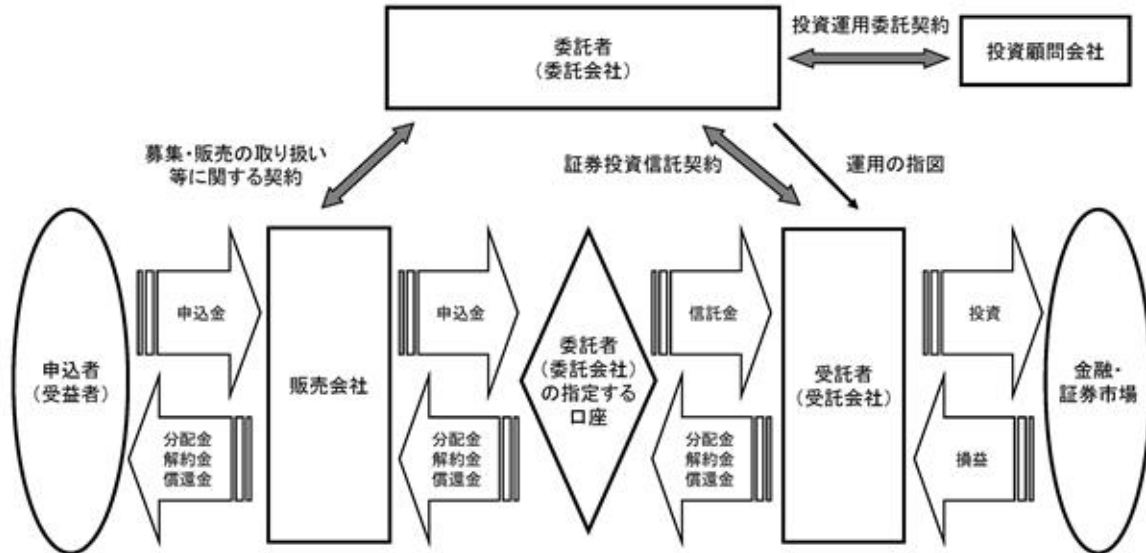 投資運用委託契約
委託者
(委託会社)
投資顧問会社
募集・販売の取り扱い
等に関する契約
証券投資信託契約
運用の指図
申込者
(受益者)
申込金
分配金
解約金
償還金
販売会社
申込金
分配金
解約金
償還金
委託者
(委託会社)
の指定する
口座
信託金
分配金
解約金
償還金
受託者
(受託会社)
投資
損益
金融・
証券市場